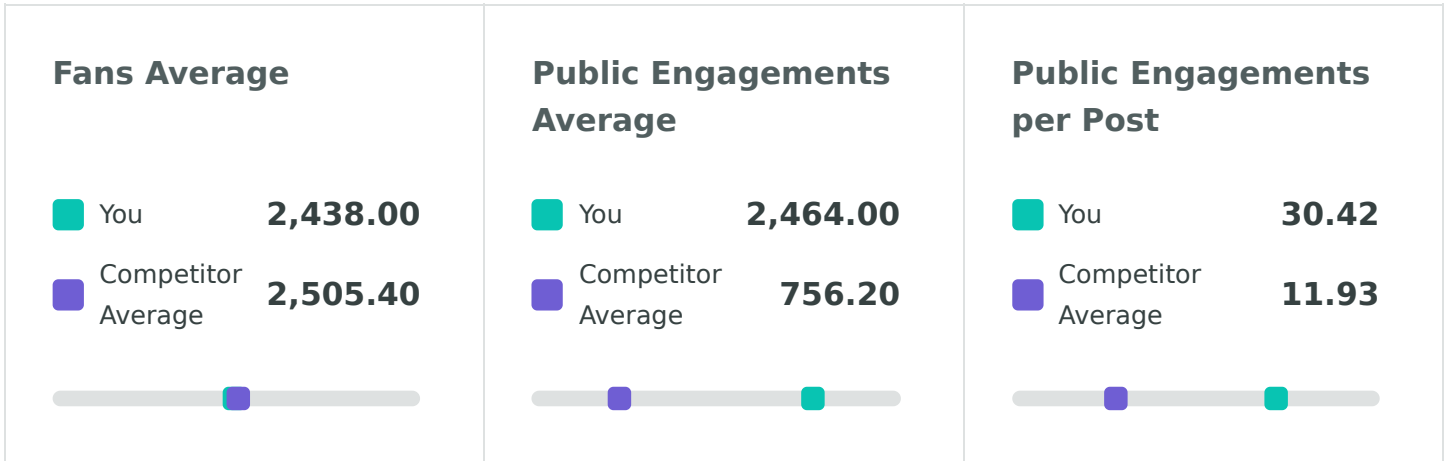 Fans Average
You 2,438.00
Competitor
Average
2,505.40
Public Engagements
Average
You 2,464.00
Competitor
Average
756.20
Public Engagements
per Post
You 30.42
Competitor
Average
11.93